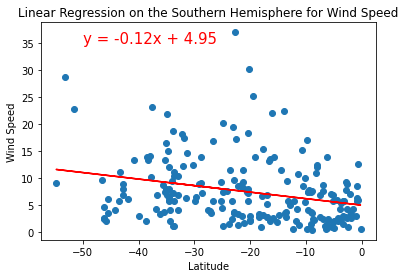 Linear Regression on the Southern Hemisphere for Wind Speed
y = -0.12x + 4.95
35
30
25
20
15
10
5
0
Wind Speed
−50 −40 −30 −20 −10 0
Latitude